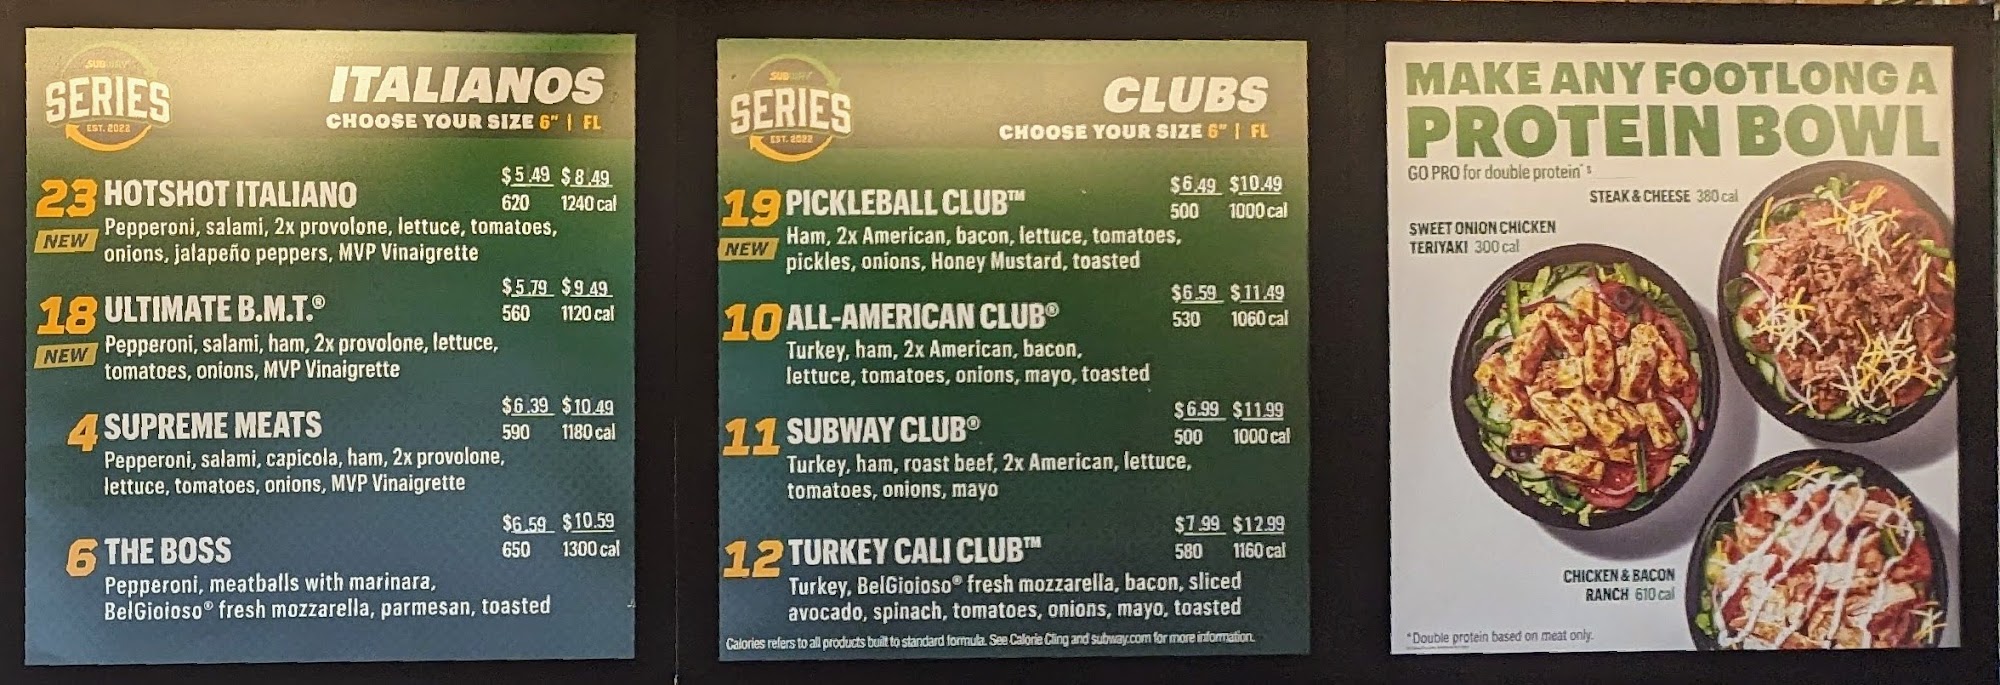 SUBWAY
SERIES
EST. 2022
ITALIANOS
CHOOSE YOUR SIZE 6" | FL
23 HOTSHOT ITALIANO $5.49 $8.49
NEW
620 1240 cal
Pepperoni, salami, 2x provolone, lettuce, tomatoes,
onions, jalapeño peppers, MVP Vinaigrette
18 ULTIMATE B.M.T.® $5.79 $9.49
NEW
560 1120 cal
Pepperoni, salami, ham, 2x provolone, lettuce,
tomatoes, onions, MVP Vinaigrette
4 SUPREME MEATS $6.39 $10.49
590 1180 cal
Pepperoni, salami, capicola, ham, 2x provolone,
lettuce, tomatoes, onions, MVP Vinaigrette
6 THE BOSS $6.59 $10.59
650 1300 cal
Pepperoni, meatballs with marinara,
BelGioioso® fresh mozzarella, parmesan, toasted
SUBWAY
SERIES
EST. 2022
CLUBS
CHOOSE YOUR SIZE 6" | FL
19 PICKLEBALL CLUB™ $6.49 $10.49
NEW
500 1000 cal
Ham, 2x American, bacon, lettuce, tomatoes,
pickles, onions, Honey Mustard, toasted
10 ALL-AMERICAN CLUB® $6.59 $11.49
530 1060 cal
Turkey, ham, 2x American, bacon,
lettuce, tomatoes, onions, mayo, toasted
11 SUBWAY CLUB® $6.99 $11.99
500 1000 cal
Turkey, ham, roast beef, 2x American, lettuce,
tomatoes, onions, mayo
12 TURKEY CALI CLUB™ $7.99 $12.99
580 1160 cal
Turkey, BelGioioso® fresh mozzarella, bacon, sliced
avocado, spinach, tomatoes, onions, mayo, toasted
Calories refers to all products built to standard formula. See Calorie Cling and subway.com for more information.
MAKE ANY FOOTLONG A
PROTEIN BOWL
GO PRO for double protein* $
STEAK & CHEESE 380 cal
SWEET ONION CHICKEN
TERIYAKI 300 cal
CHICKEN & BACON
RANCH 610 cal
*Double protein based on meat only.